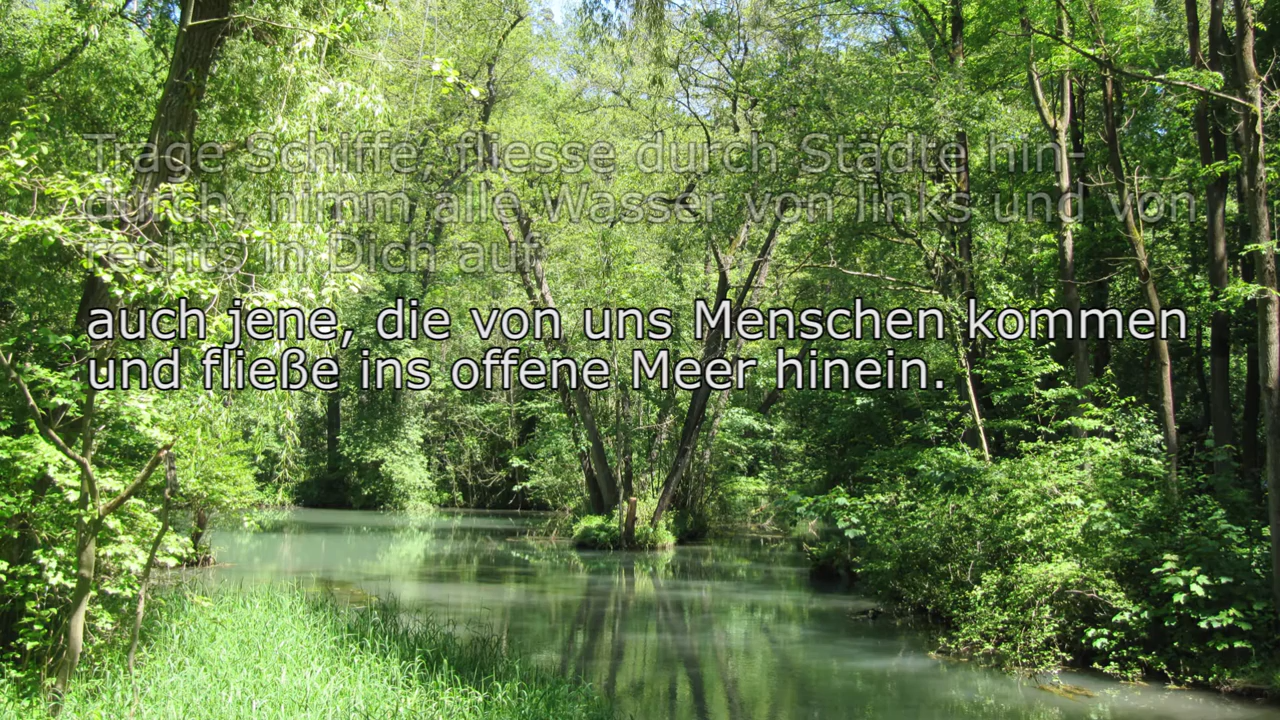 Trage Schiffe, fliesse durch Städte hin-
durch, nimm alle Wasser von links und von
rechts in Dich auf
auch jene, die von uns Menschen kommen
und fließe ins offene Meer hinein.